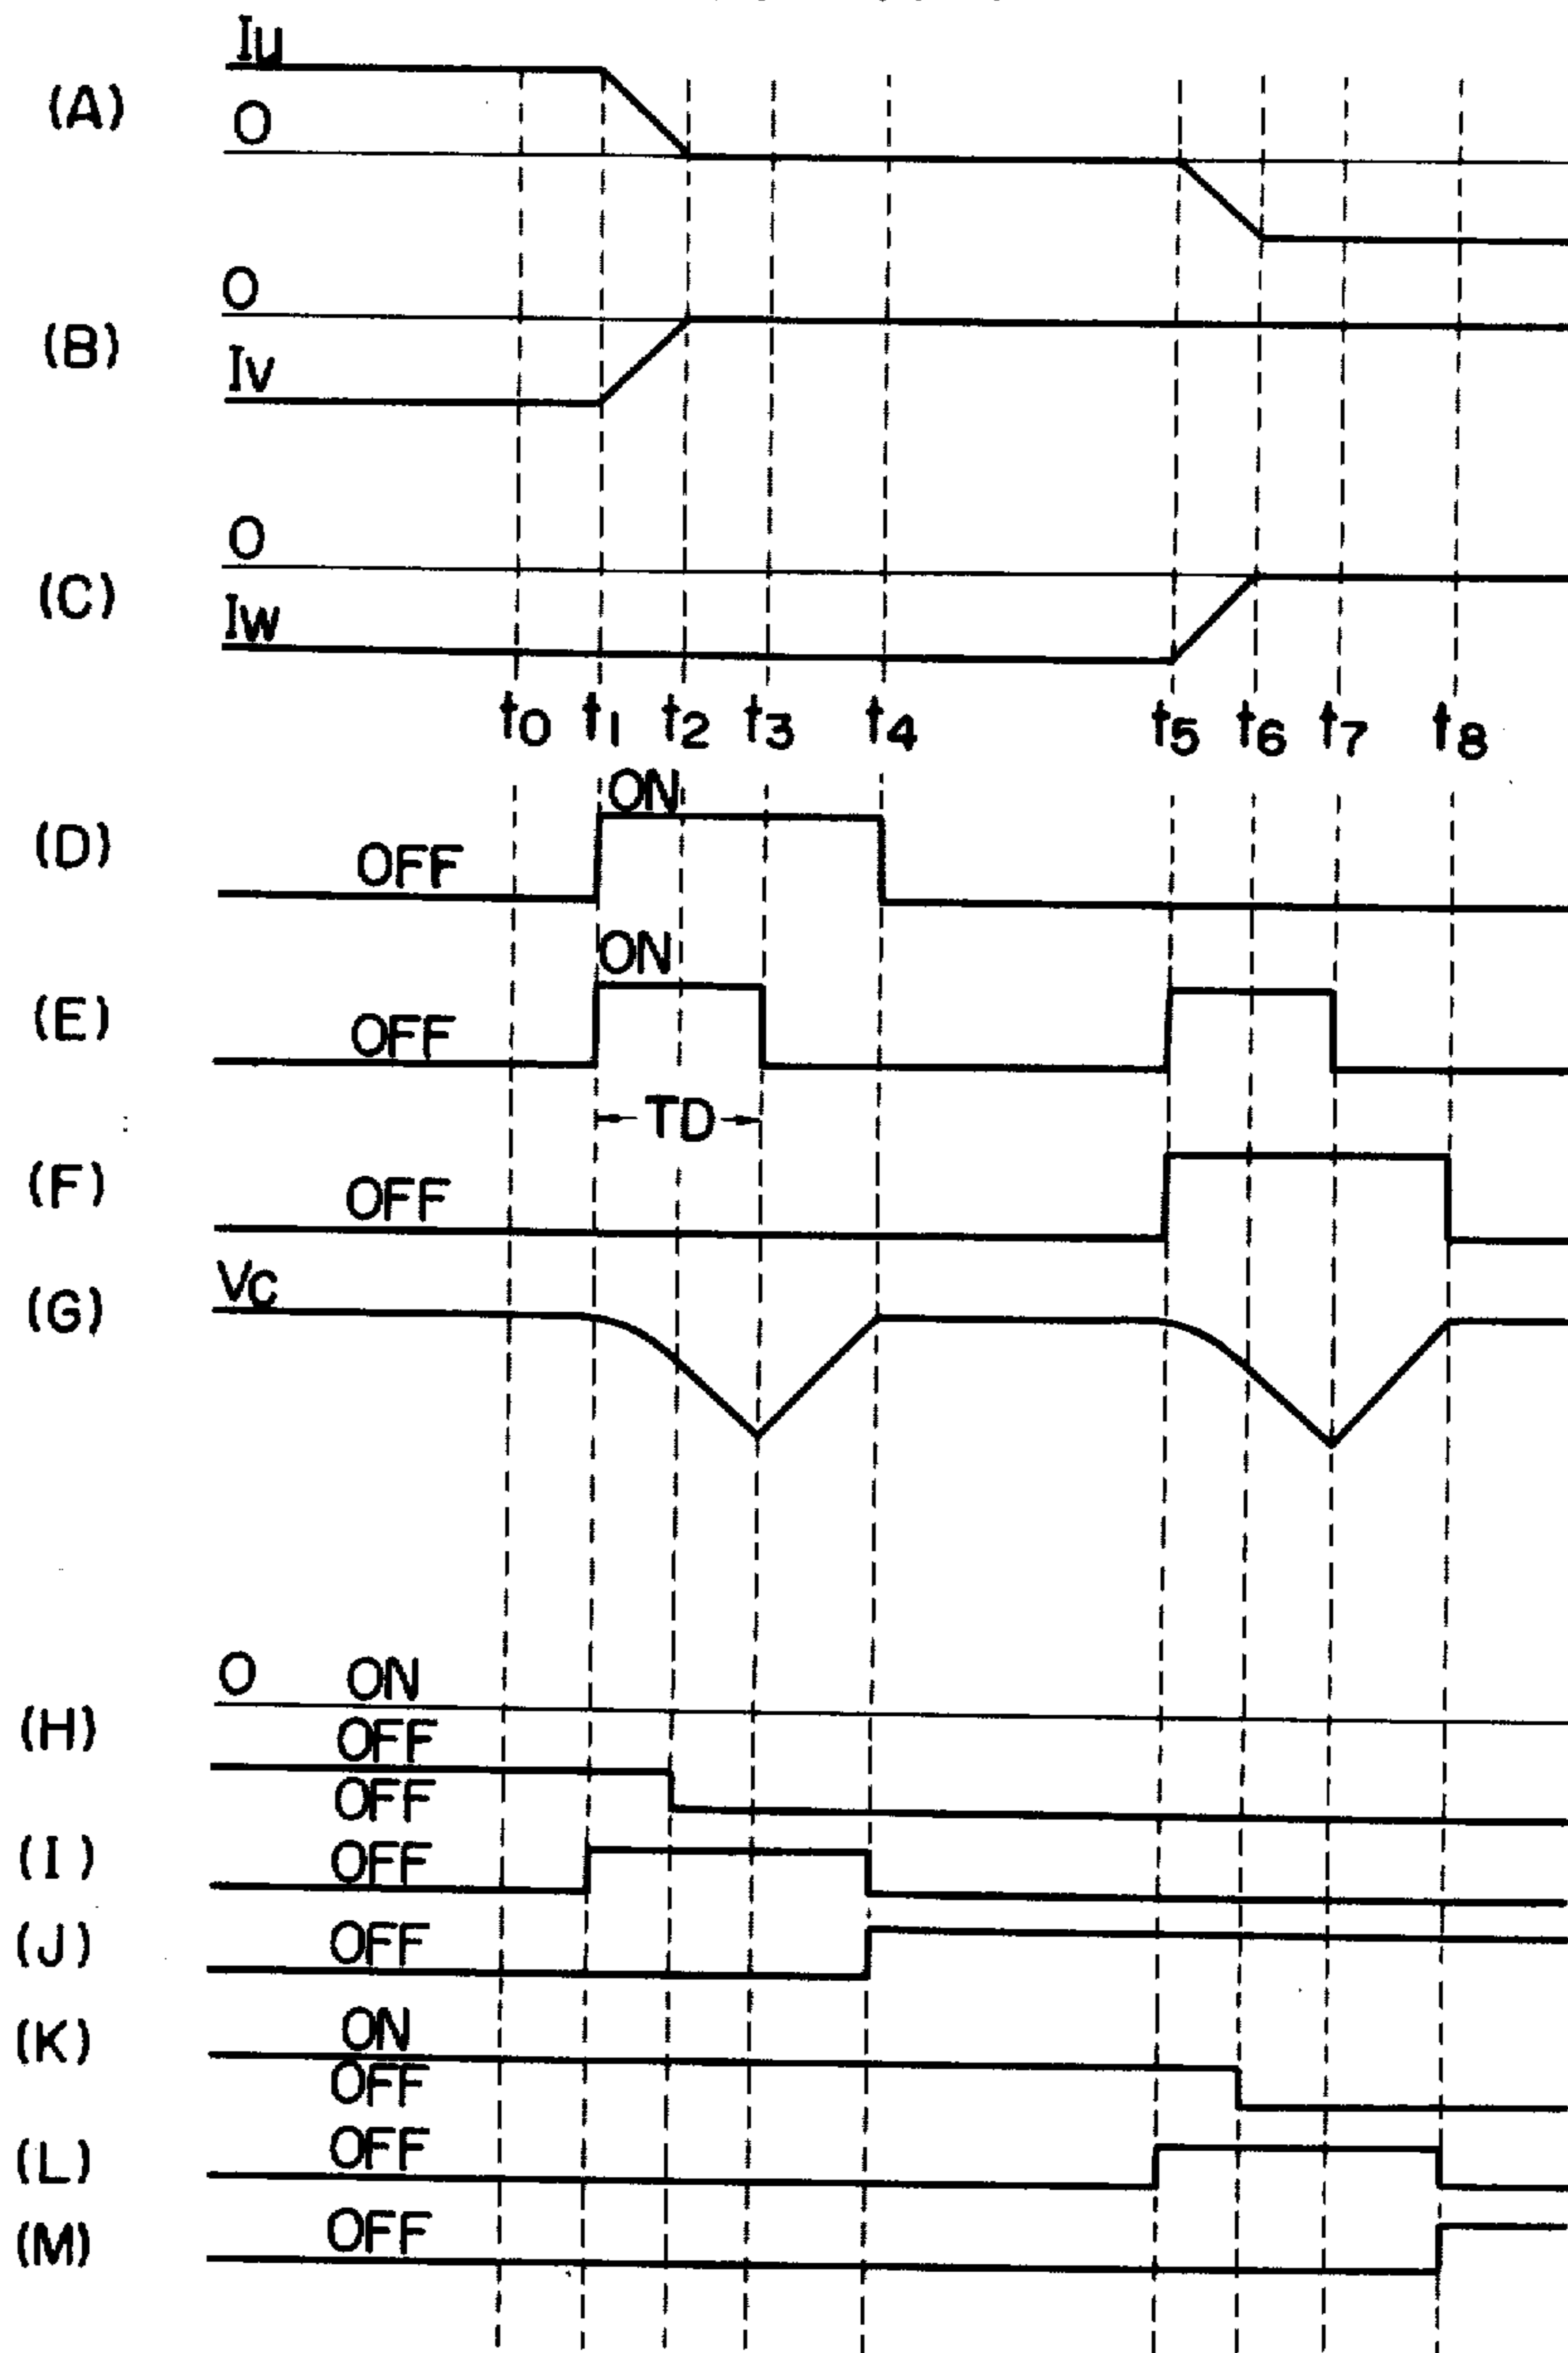 Iu
(A)
O
O
(B)
Iv
O
(C)
Iw
t0 t1 t2 t3 t4 t5 t6 t7 t8
ON
(D)
OFF
ON
(E)
OFF
TD
(F)
OFF
Vc
(G)
O ON
(H)
OFF
OFF
(I)
OFF
(J)
OFF
(K)
ON
OFF
(L)
OFF
(M)
OFF